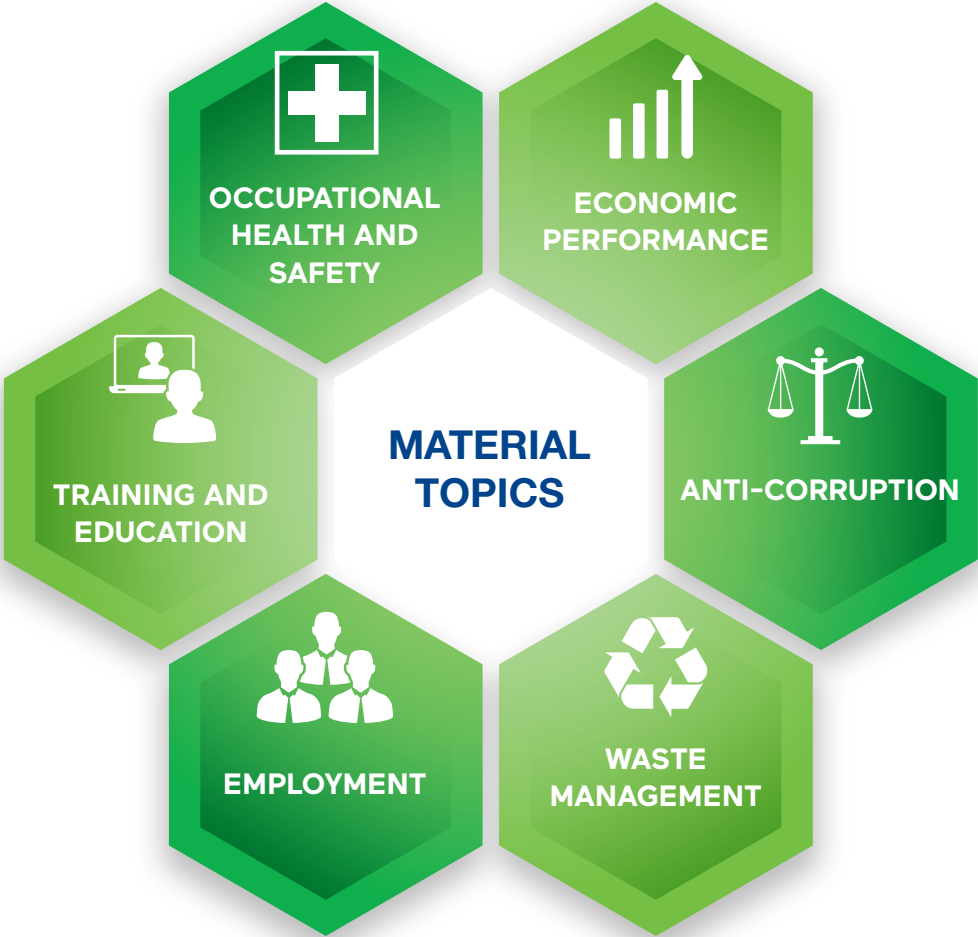 OCCUPATIONAL
HEALTH AND
SAFETY
ECONOMIC
PERFORMANCE
TRAINING AND
EDUCATION
MATERIAL
TOPICS
ANTI-CORRUPTION
EMPLOYMENT
WASTE
MANAGEMENT